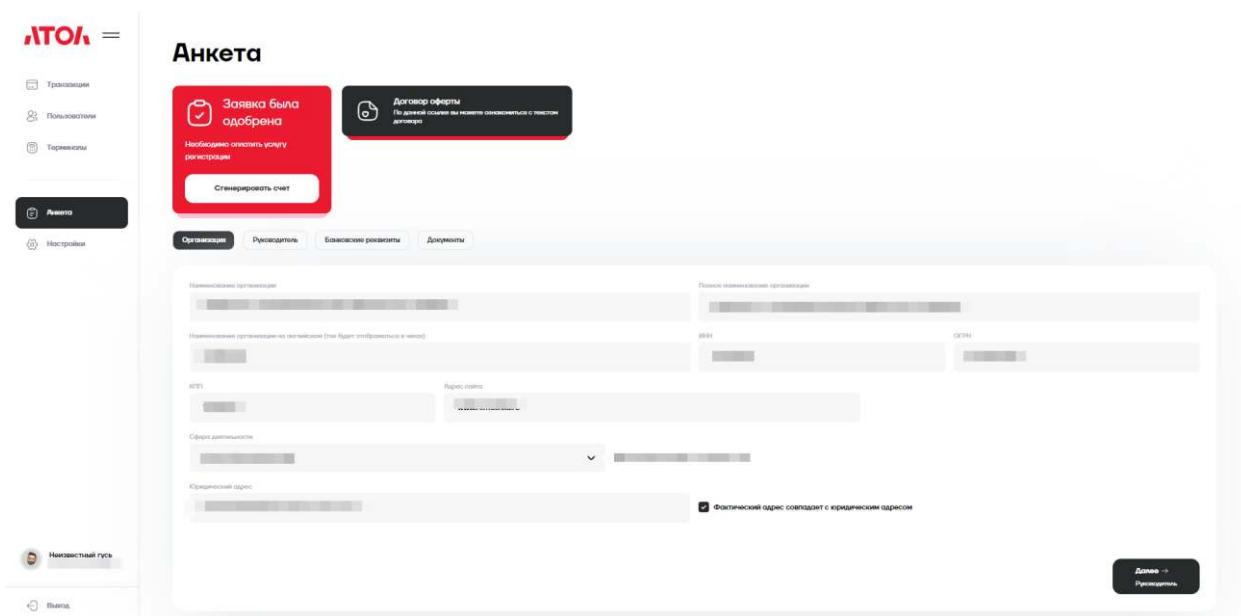 АТОЛ
Анкета
Транзакции
Пользователи
Терминалы
Анкета
Настройки
Заявка была
одобрена
Необходимо оплатить услугу
регистрации
Сгенерировать счет
Договор оферты
По данной ссылке вы можете ознакомиться с текстом
договора
Организация
Руководитель
Банковские реквизиты
Документы
Наименование организации
Полное наименование организации
Наименование организации на английском (так будет отображаться в чеках)
ИНН
ОГРН
КПП
Адрес сайта
Сфера деятельности
Юридический адрес
Фактический адрес совпадает с юридическим адресом
Далее →
Руководитель
Неизвестный гусь
Выход